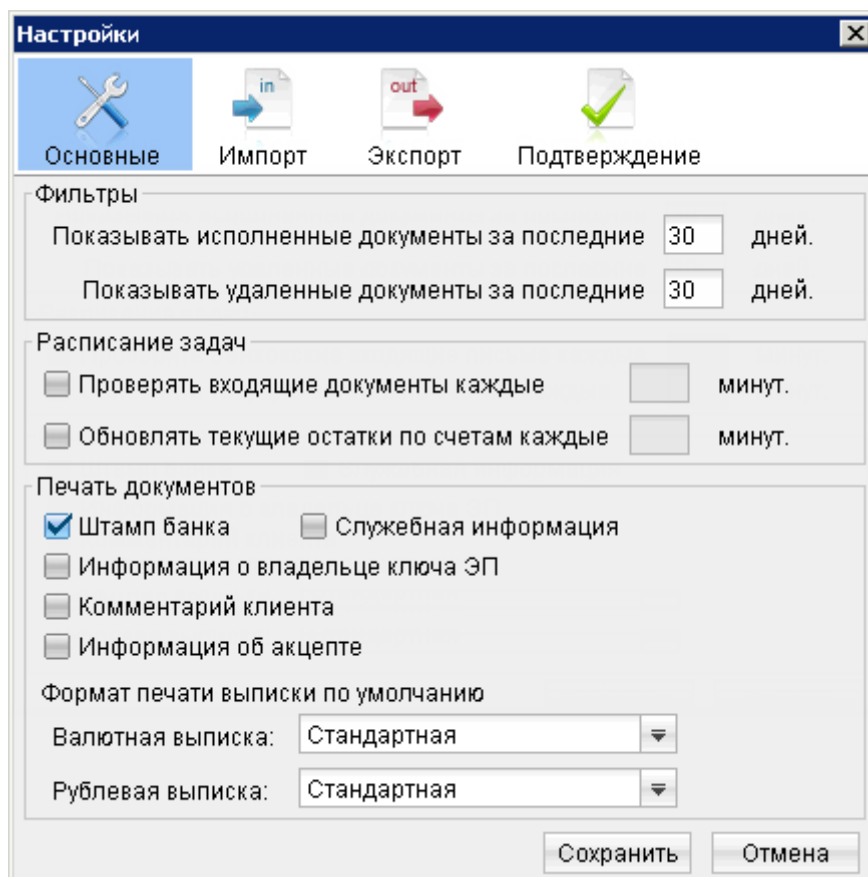 Настройки
in out
Основные Импорт Экспорт Подтверждение
Фильтры
Показывать исполненные документы за последние 30 дней.
Показывать удаленные документы за последние 30 дней.
Расписание задач
Проверять входящие документы каждые минут.
Обновлять текущие остатки по счетам каждые минут.
Печать документов
Штамп банка Служебная информация
Информация о владельце ключа ЭП
Комментарий клиента
Информация об акцепте
Формат печати выписки по умолчанию
Валютная выписка: Стандартная
Рублевая выписка: Стандартная
Сохранить Отмена